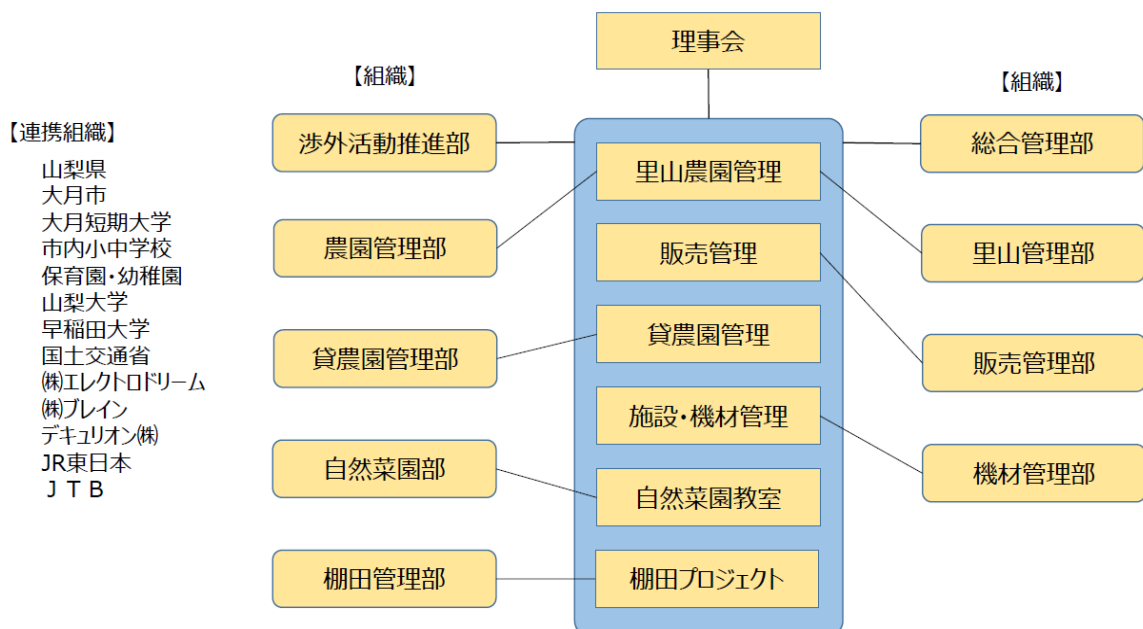 理事会
【組織】
【組織】
【連携組織】
山梨県
大月市
大月短期大学
市内小中学校
保育園・幼稚園
山梨大学
早稲田大学
国土交通省
㈱エレクトロドリーム
㈱ブレイン
デキュリオン㈱
JR東日本
ＪＴＢ
渉外活動推進部
農園管理部
貸農園管理部
自然菜園部
棚田管理部
里山農園管理
販売管理
貸農園管理
施設・機材管理
自然菜園教室
棚田プロジェクト
総合管理部
里山管理部
販売管理部
機材管理部